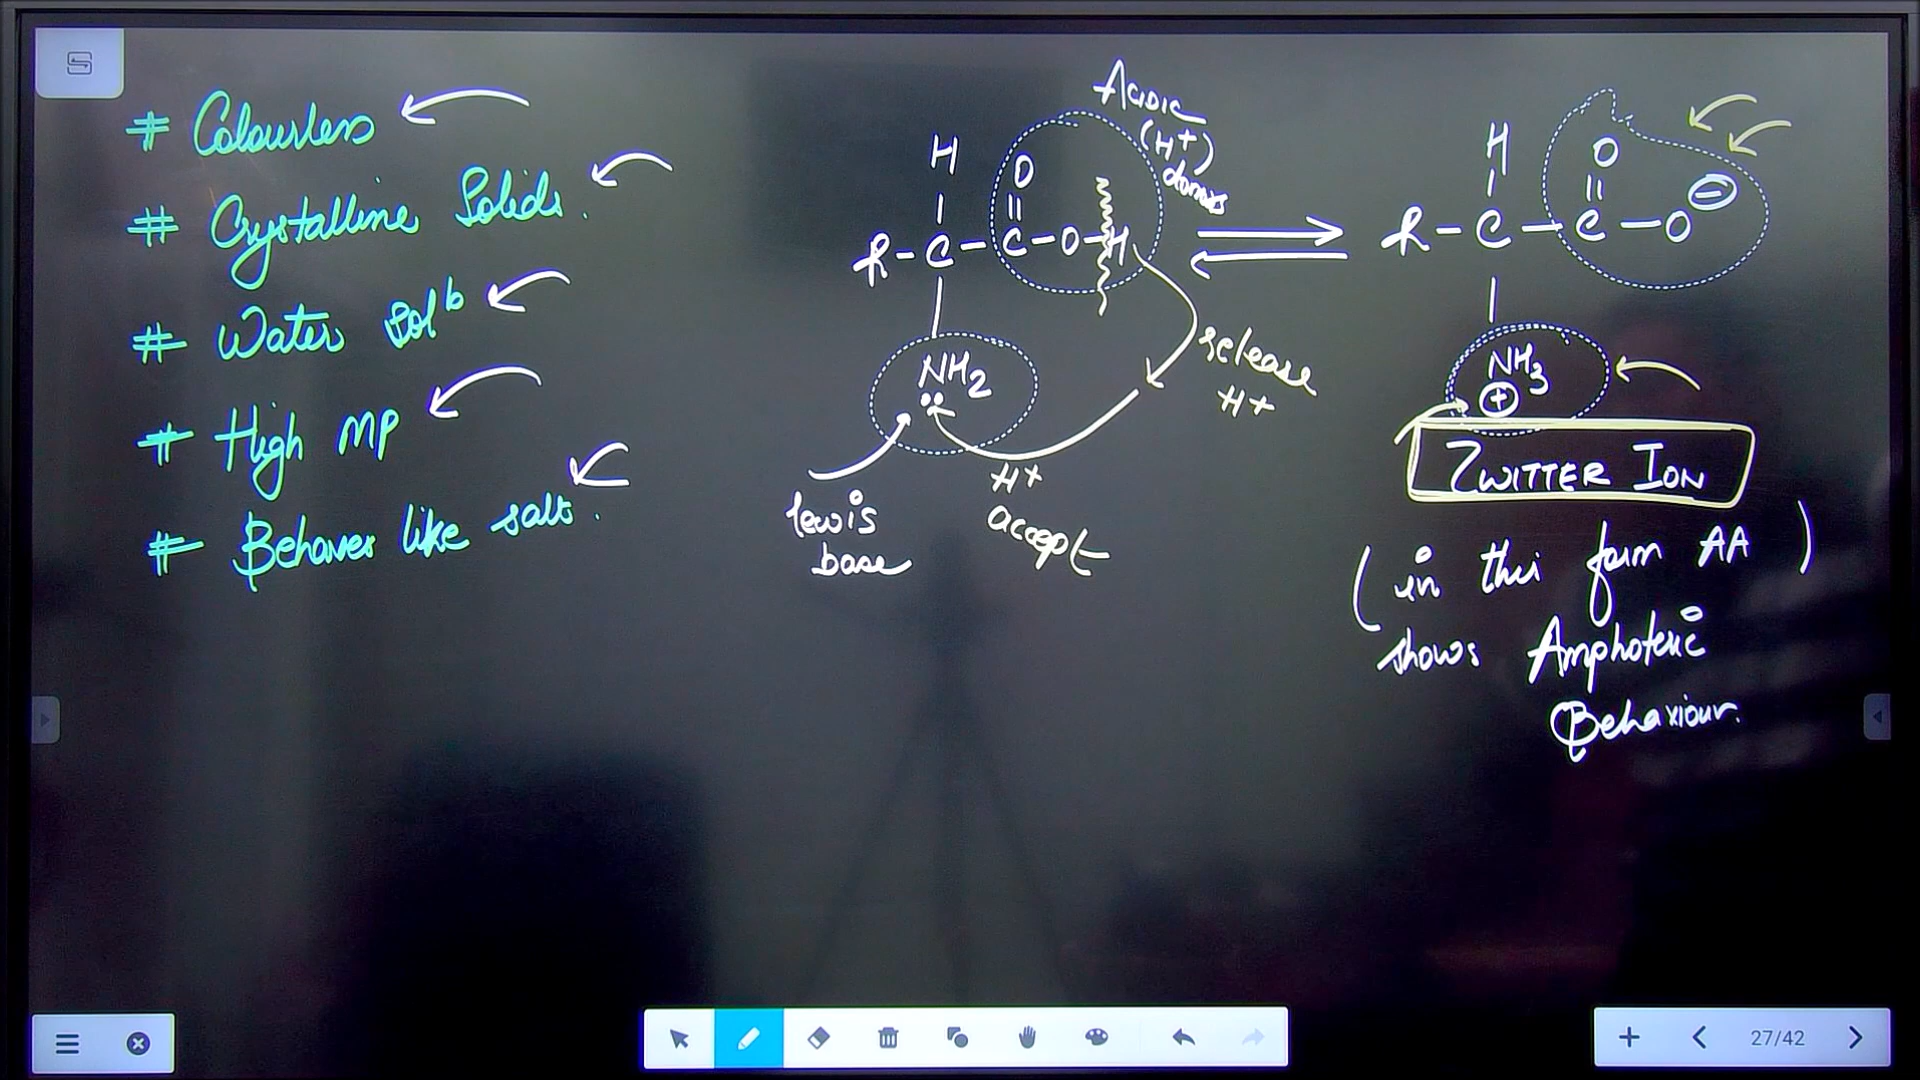 # Colourless
# Crystalline Solids.
# Water Solb
# High MP
# Behaves like salts.
Acidic
(H+)
donors
H
O
||
R-C-C-O-H
NH2
••
release
H+
H+
accept
lewis
base
H
O
||
R-C-C-O⊖
NH3
⊕
ZWITTER ION
(in this form AA)
shows Amphoteric
Behaviour.
27/42